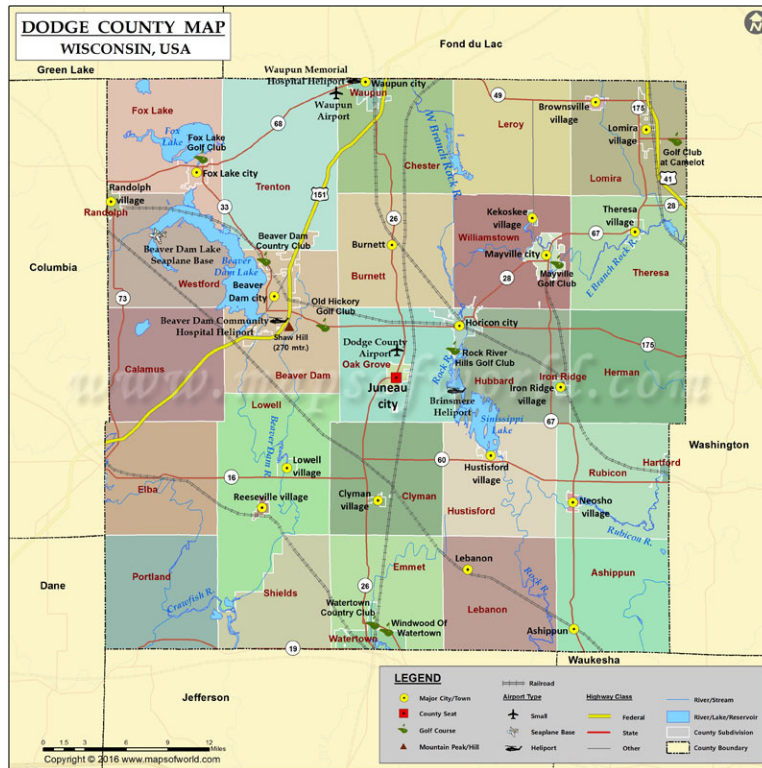 DODGE COUNTY MAP
WISCONSIN, USA
N
Fond du Lac
Green Lake
Waupun Memorial
Hospital Heliport
Waupun city
Waupun
Waupun
Airport
Fox Lake
Fox
Lake
Fox Lake
Golf Club
Fox Lake city
68
49
Brownsville
village
175
Lomira
village
Leroy
Golf Club
at Camelot
Lomira
41
W Branch Rock R.
Chester
Trenton
151
Randolph
village
Randolph
33
28
Beaver Dam Lake
Seaplane Base
Beaver Dam
Country Club
Beaver
Dam Lake
26
Burnett
Burnett
Kekoskee
village
Williamstown
Mayville city
67
Theresa
village
Mayville
Golf Club
28
E Branch Rock R.
Theresa
Columbia
Westford
Beaver
Dam city
Old Hickory
Golf Club
73
Beaver Dam Community
Hospital Heliport
Shaw Hill
(270 mtr.)
Horicon city
Dodge County
Airport
Oak Grove
Rock River
Hills Golf Club
175
Calamus
Beaver Dam
Juneau
city
Rock R.
Hubbard
Iron Ridge
Iron Ridge
village
Herman
www.mapsofworld.com
Brinsmere
Heliport
Lowell
Beaver Dam R.
Sinissippi
Lake
67
Washington
Lowell
village
16
60
Hustisford
village
Rubicon
Hartford
Elba
Reeseville village
Clyman
village
Clyman
Hustisford
Neosho
village
Rubicon R.
Dane
Portland
Crawfish R.
Shields
Emmet
26
Lebanon
Rock R.
Lebanon
Ashippun
Watertown
Country Club
Windwood Of
Watertown
Watertown
Ashippun
19
Waukesha
Jefferson
LEGEND
Major City/Town
County Seat
Golf Course
Mountain Peak/Hill
Railroad
Airport Type
Small
Seaplane Base
Heliport
Highway Class
Federal
State
Other
River/Stream
River/Lake/Reservoir
County Subdivision
County Boundary
0 1.5 3 6 9 12
Miles
Copyright © 2016 www.mapsofworld.com